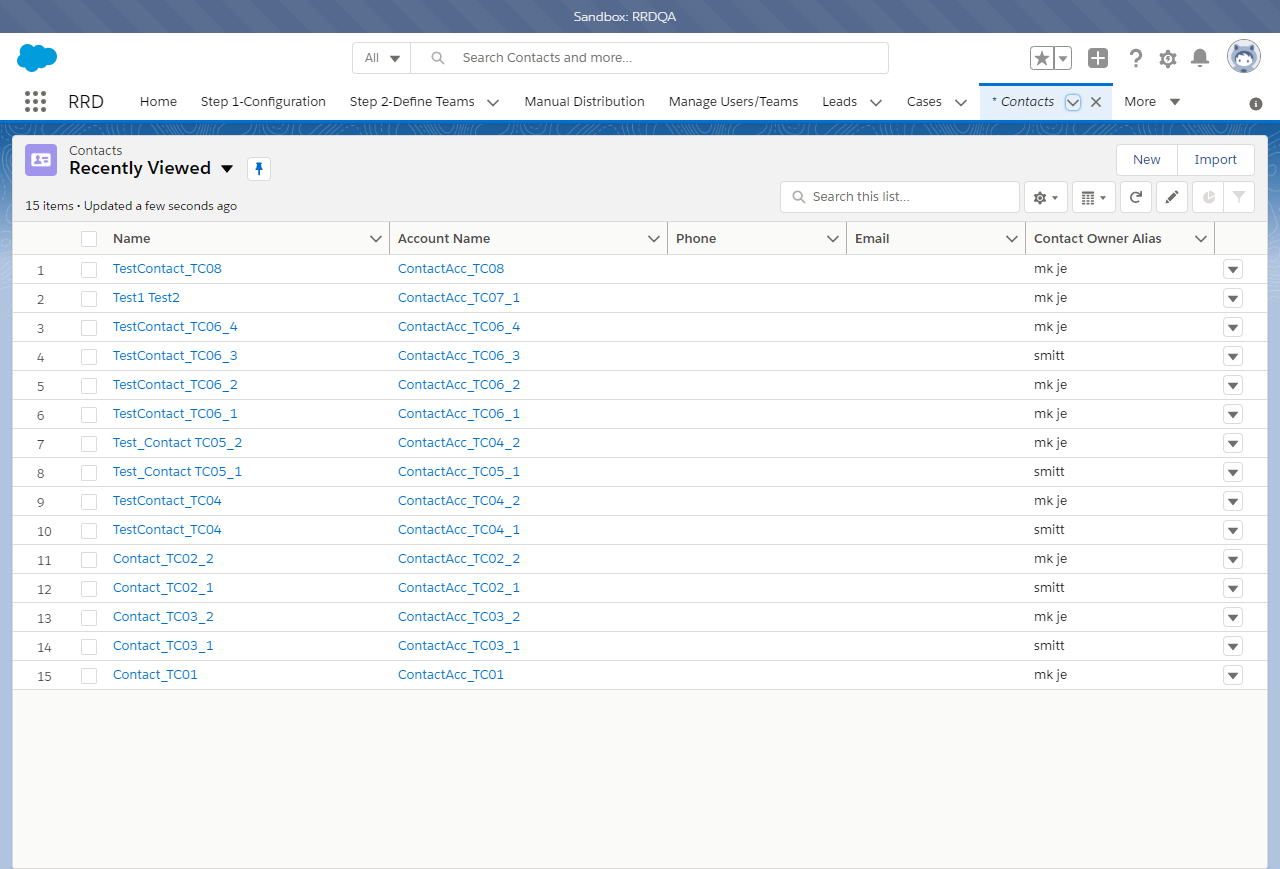 Sandbox: RRDQA
All Search Contacts and more...
RRD Home Step 1-Configuration Step 2-Define Teams Manual Distribution Manage Users/Teams Leads Cases * Contacts More
Contacts
Recently Viewed
New Import
15 items • Updated a few seconds ago
Search this list...
Name Account Name Phone Email Contact Owner Alias
1 TestContact_TC08 ContactAcc_TC08 mk je
2 Test1 Test2 ContactAcc_TC07_1 mk je
3 TestContact_TC06_4 ContactAcc_TC06_4 mk je
4 TestContact_TC06_3 ContactAcc_TC06_3 smitt
5 TestContact_TC06_2 ContactAcc_TC06_2 mk je
6 TestContact_TC06_1 ContactAcc_TC06_1 mk je
7 Test_Contact TC05_2 ContactAcc_TC04_2 mk je
8 Test_Contact TC05_1 ContactAcc_TC05_1 smitt
9 TestContact_TC04 ContactAcc_TC04_2 mk je
10 TestContact_TC04 ContactAcc_TC04_1 smitt
11 Contact_TC02_2 ContactAcc_TC02_2 mk je
12 Contact_TC02_1 ContactAcc_TC02_1 smitt
13 Contact_TC03_2 ContactAcc_TC03_2 mk je
14 Contact_TC03_1 ContactAcc_TC03_1 smitt
15 Contact_TC01 ContactAcc_TC01 mk je